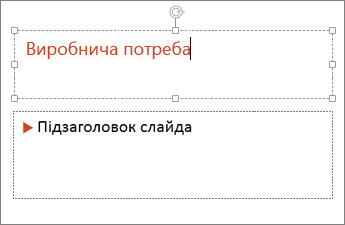 Виробнича потреба
Підзаголовок слайда